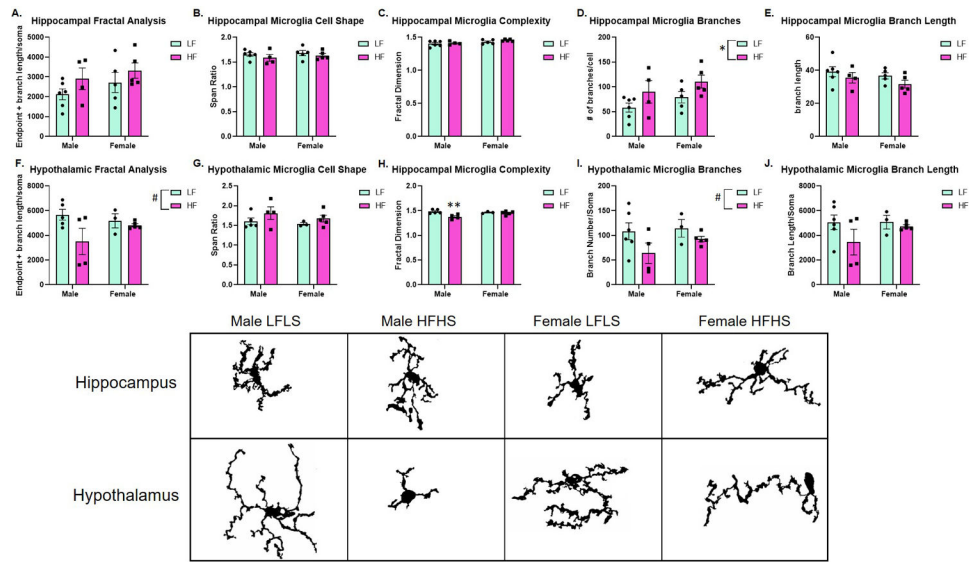 A. Hippocampal Fractal Analysis
Endpoint + branch length/soma
5000
4000
3000
2000
1000
0
Male Female
LF
HF
B. Hippocampal Microglia Cell Shape
Span Ratio
2.0
1.5
1.0
0.5
0.0
Male Female
LF
HF
C. Hippocampal Microglia Complexity
Fractal Dimension
2.0
1.5
1.0
0.5
0.0
Male Female
LF
HF
D. Hippocampal Microglia Branches
# of branches/cell
200
150
100
50
0
Male Female
*
LF
HF
E. Hippocampal Microglia Branch Length
branch length
60
40
20
0
Male Female
LF
HF
F. Hypothalamic Fractal Analysis
Endpoint + branch length/soma
8000
6000
4000
2000
0
Male Female
#
LF
HF
G. Hypothalamic Microglia Cell Shape
Span Ratio
2.5
2.0
1.5
1.0
0.5
0.0
Male Female
LF
HF
H. Hippocampal Microglia Complexity
Fractal Dimension
2.0
1.5
1.0
0.5
0.0
**
Male Female
LF
HF
I. Hypothalamic Microglia Branches
Branch Number/Soma
200
150
100
50
0
Male Female
#
LF
HF
J. Hypothalamic Microglia Branch Length
Branch Length/Soma
8000
6000
4000
2000
0
Male Female
LF
HF
Male LFLS Male HFHS Female LFLS Female HFHS
Hippocampus
Hypothalamus